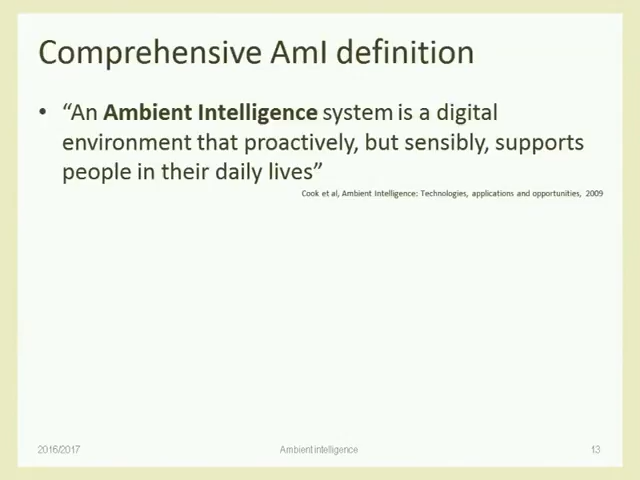 Comprehensive AmI definition
• “An Ambient Intelligence system is a digital
environment that proactively, but sensibly, supports
people in their daily lives”
Cook et al, Ambient Intelligence: Technologies, applications and opportunities, 2009
2016/2017 Ambient intelligence 13